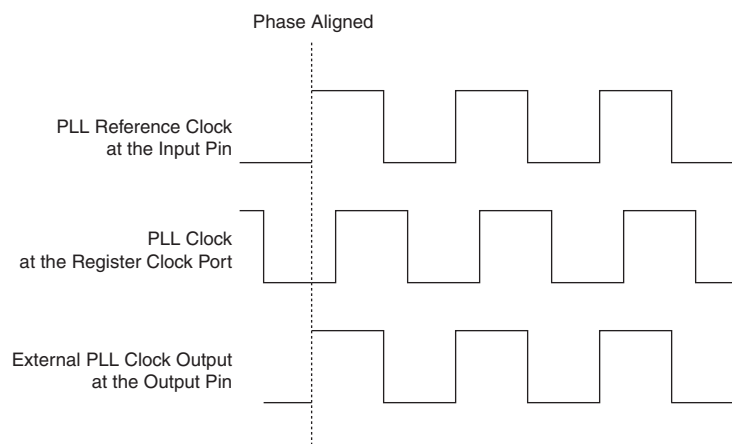 Phase Aligned
PLL Reference Clock
at the Input Pin
PLL Clock
at the Register Clock Port
External PLL Clock Output
at the Output Pin